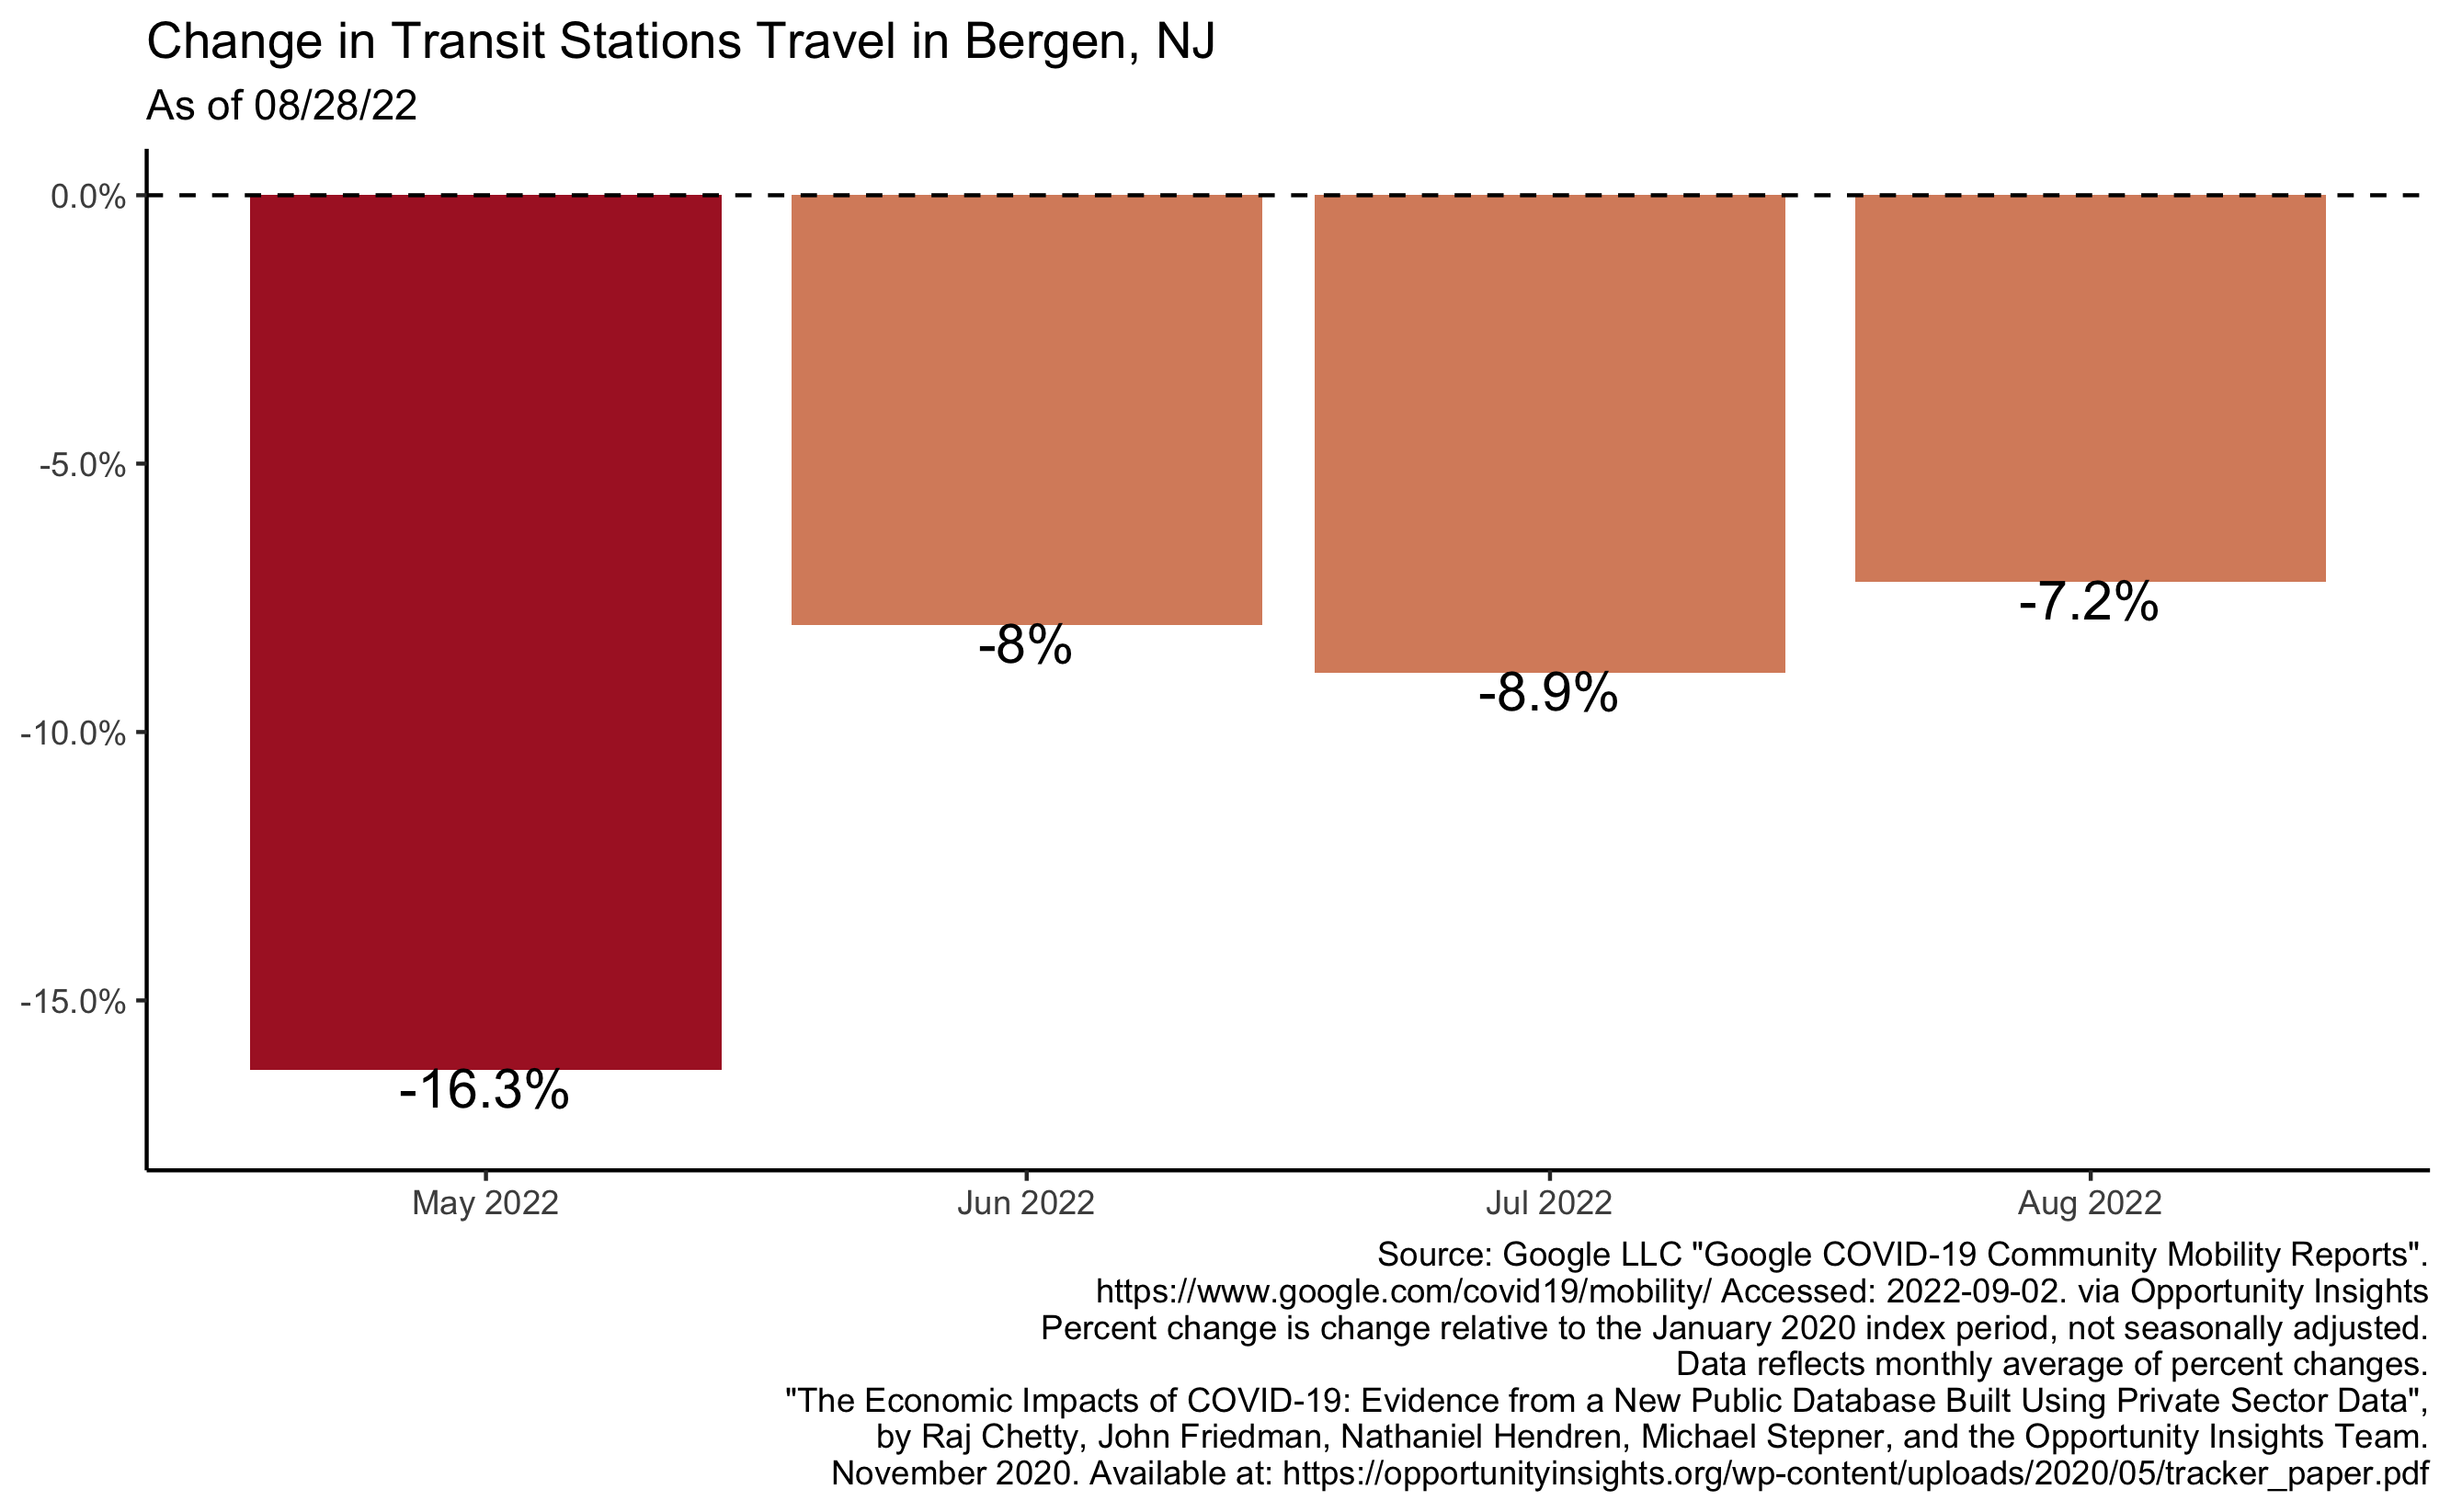 Change in Transit Stations Travel in Bergen, NJ
As of 08/28/22
0.0%
-5.0%
-10.0%
-15.0%
-16.3%
-8%
-8.9%
-7.2%
May 2022
Jun 2022
Jul 2022
Aug 2022
Source: Google LLC "Google COVID-19 Community Mobility Reports".
https://www.google.com/covid19/mobility/ Accessed: 2022-09-02. via Opportunity Insights
Percent change is change relative to the January 2020 index period, not seasonally adjusted.
Data reflects monthly average of percent changes.
"The Economic Impacts of COVID-19: Evidence from a New Public Database Built Using Private Sector Data",
by Raj Chetty, John Friedman, Nathaniel Hendren, Michael Stepner, and the Opportunity Insights Team.
November 2020. Available at: https://opportunityinsights.org/wp-content/uploads/2020/05/tracker_paper.pdf